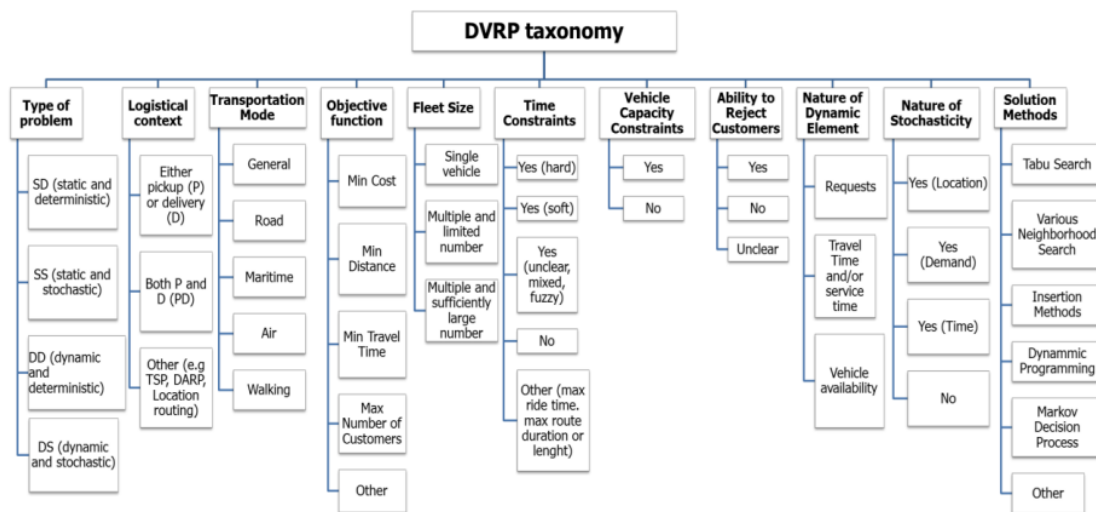 DVRP taxonomy
Type of
problem
SD (static and
deterministic)
SS (static and
stochastic)
DD (dynamic
and
deterministic)
DS (dynamic
and stochastic)
Logistical
context
Either
pickup (P)
or delivery
(D)
Both P and
D (PD)
Other (e.g
TSP, DARP,
Location
routing)
Transportation
Mode
General
Road
Maritime
Air
Walking
Objective
function
Min Cost
Min
Distance
Min Travel
Time
Max
Number of
Customers
Other
Fleet Size
Single
vehicle
Multiple and
limited
number
Multiple and
sufficiently
large
number
Time
Constraints
Yes (hard)
Yes (soft)
Yes
(unclear,
mixed,
fuzzy)
No
Other (max
ride time.
max route
duration or
lenght)
Vehicle
Capacity
Constraints
Yes
No
Ability to
Reject
Customers
Yes
No
Unclear
Nature of
Dynamic
Element
Requests
Travel
Time
and/or
service
time
Vehicle
availability
Nature of
Stochasticity
Yes (Location)
Yes
(Demand)
Yes (Time)
No
Solution
Methods
Tabu Search
Various
Neighborhood
Search
Insertion
Methods
Dynammic
Programming
Markov
Decision
Process
Other